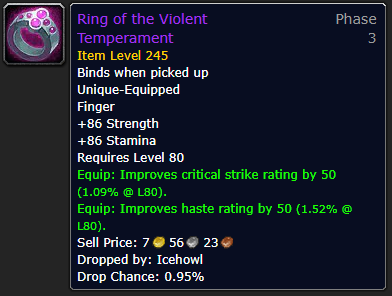 Ring of the Violent Phase
Temperament 3
Item Level 245
Binds when picked up
Unique-Equipped
Finger
+86 Strength
+86 Stamina
Requires Level 80
Equip: Improves critical strike rating by 50
(1.09% @ L80).
Equip: Improves haste rating by 50 (1.52% @
L80).
Sell Price: 7 56 23
Dropped by: Icehowl
Drop Chance: 0.95%